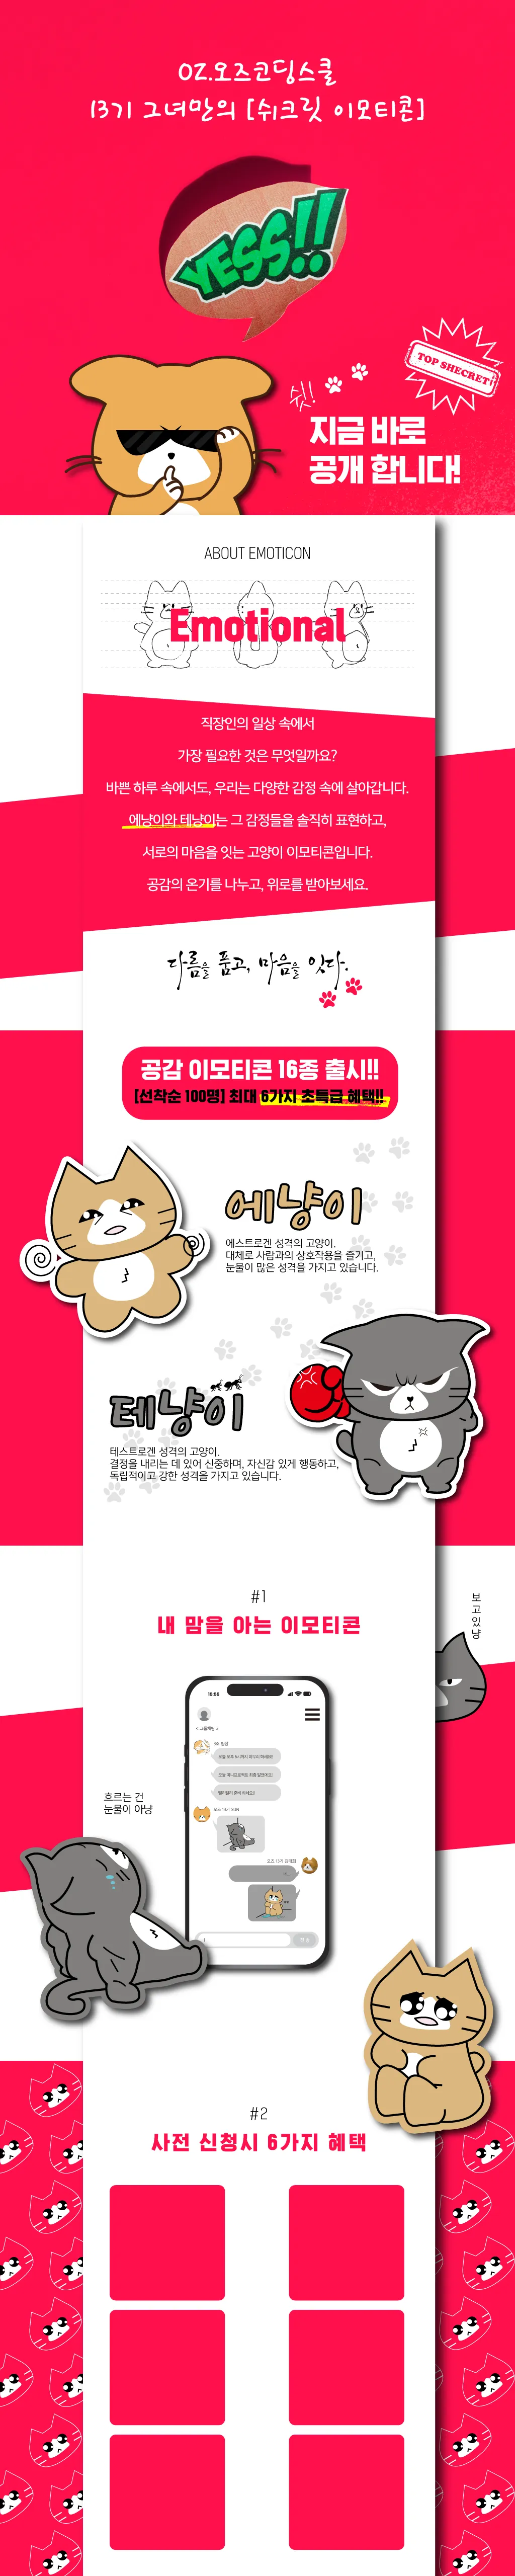 OZ.오즈코딩스쿨
13기 그녀만의 [쉬크릿 이모티콘]
YESS!!
TOP SHECRET!
쉿!
지금 바로
공개 합니다!
ABOUT EMOTICON
Emotional
직장인의 일상 속에서
가장 필요한 것은 무엇일까요?
바쁜 하루 속에서도, 우리는 다양한 감정 속에 살아갑니다.
에냥이와 테냥이는 그 감정들을 솔직히 표현하고,
서로의 마음을 잇는 고양이 이모티콘입니다.
공감의 온기를 나누고, 위로를 받아보세요.
다름을 품고, 마음을 잇다.
공감 이모티콘 16종 출시!!
[선착순 100명] 최대 6가지 초특급 혜택!!
에냥이
에스트로겐 성격의 고양이.
대체로 사람과의 상호작용을 즐기고,
눈물이 많은 성격을 가지고 있습니다.
테냥이
테스트로겐 성격의 고양이.
결정을 내리는 데 있어 신중하며, 자신감 있게 행동하고,
독립적이고 강한 성격을 가지고 있습니다.
#1
내 맘을 아는 이모티콘
보고있냥
흐르는 건
눈물이 아냥
#2
사전 신청시 6가지 혜택